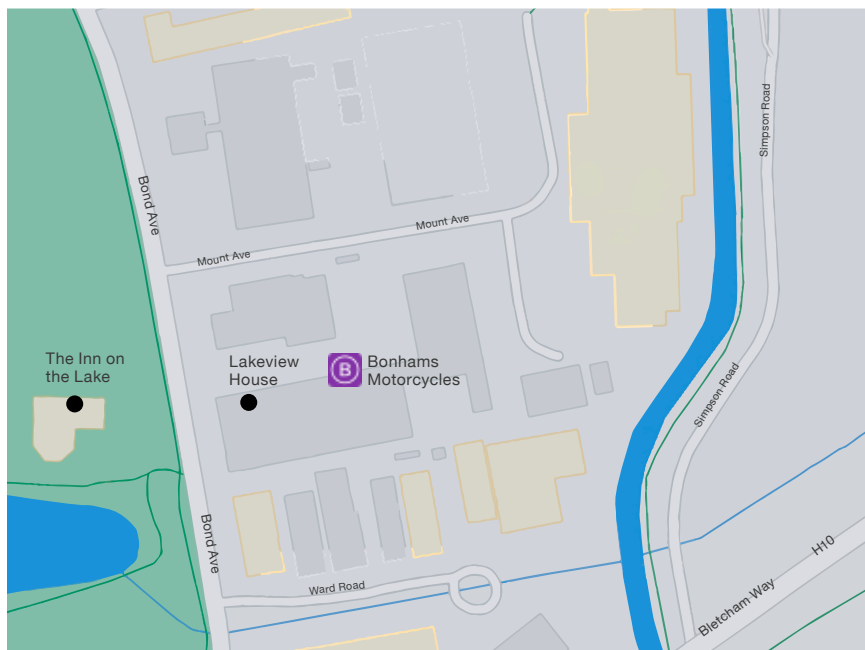 Simpson Road
Bond Ave
Mount Ave
Mount Ave
The Inn on
the Lake
Lakeview
House
B
Bonhams
Motorcycles
Simpson Road
Bond Ave
Ward Road
H10
Bletcham Way